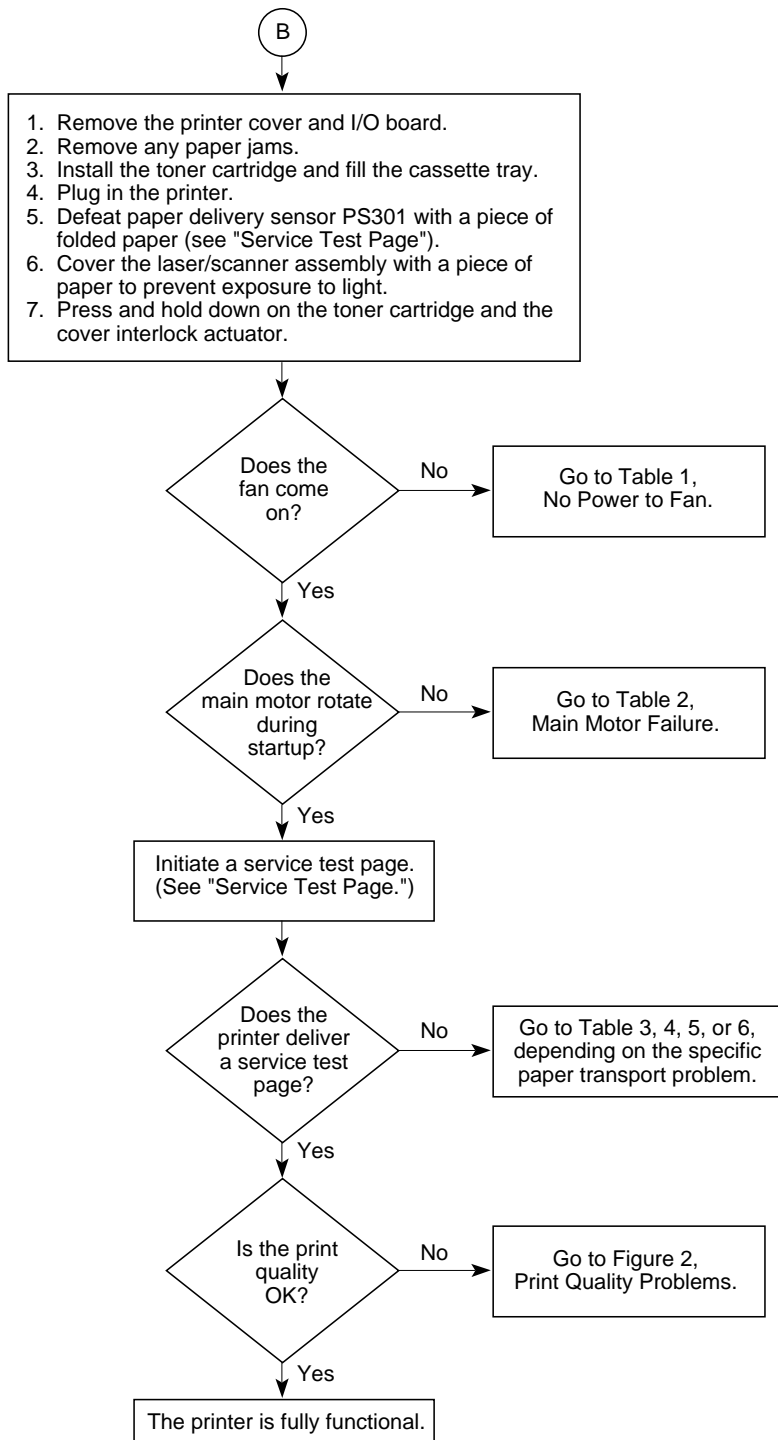 B
1. Remove the printer cover and I/O board.
2. Remove any paper jams.
3. Install the toner cartridge and fill the cassette tray.
4. Plug in the printer.
5. Defeat paper delivery sensor PS301 with a piece of
folded paper (see "Service Test Page").
6. Cover the laser/scanner assembly with a piece of
paper to prevent exposure to light.
7. Press and hold down on the toner cartridge and the
cover interlock actuator.
Does the
fan come
on?
No
Go to Table 1,
No Power to Fan.
Yes
Does the
main motor rotate
during
startup?
No
Go to Table 2,
Main Motor Failure.
Yes
Initiate a service test page.
(See "Service Test Page.")
Does the
printer deliver
a service test
page?
No
Go to Table 3, 4, 5, or 6,
depending on the specific
paper transport problem.
Yes
Is the print
quality
OK?
No
Go to Figure 2,
Print Quality Problems.
Yes
The printer is fully functional.